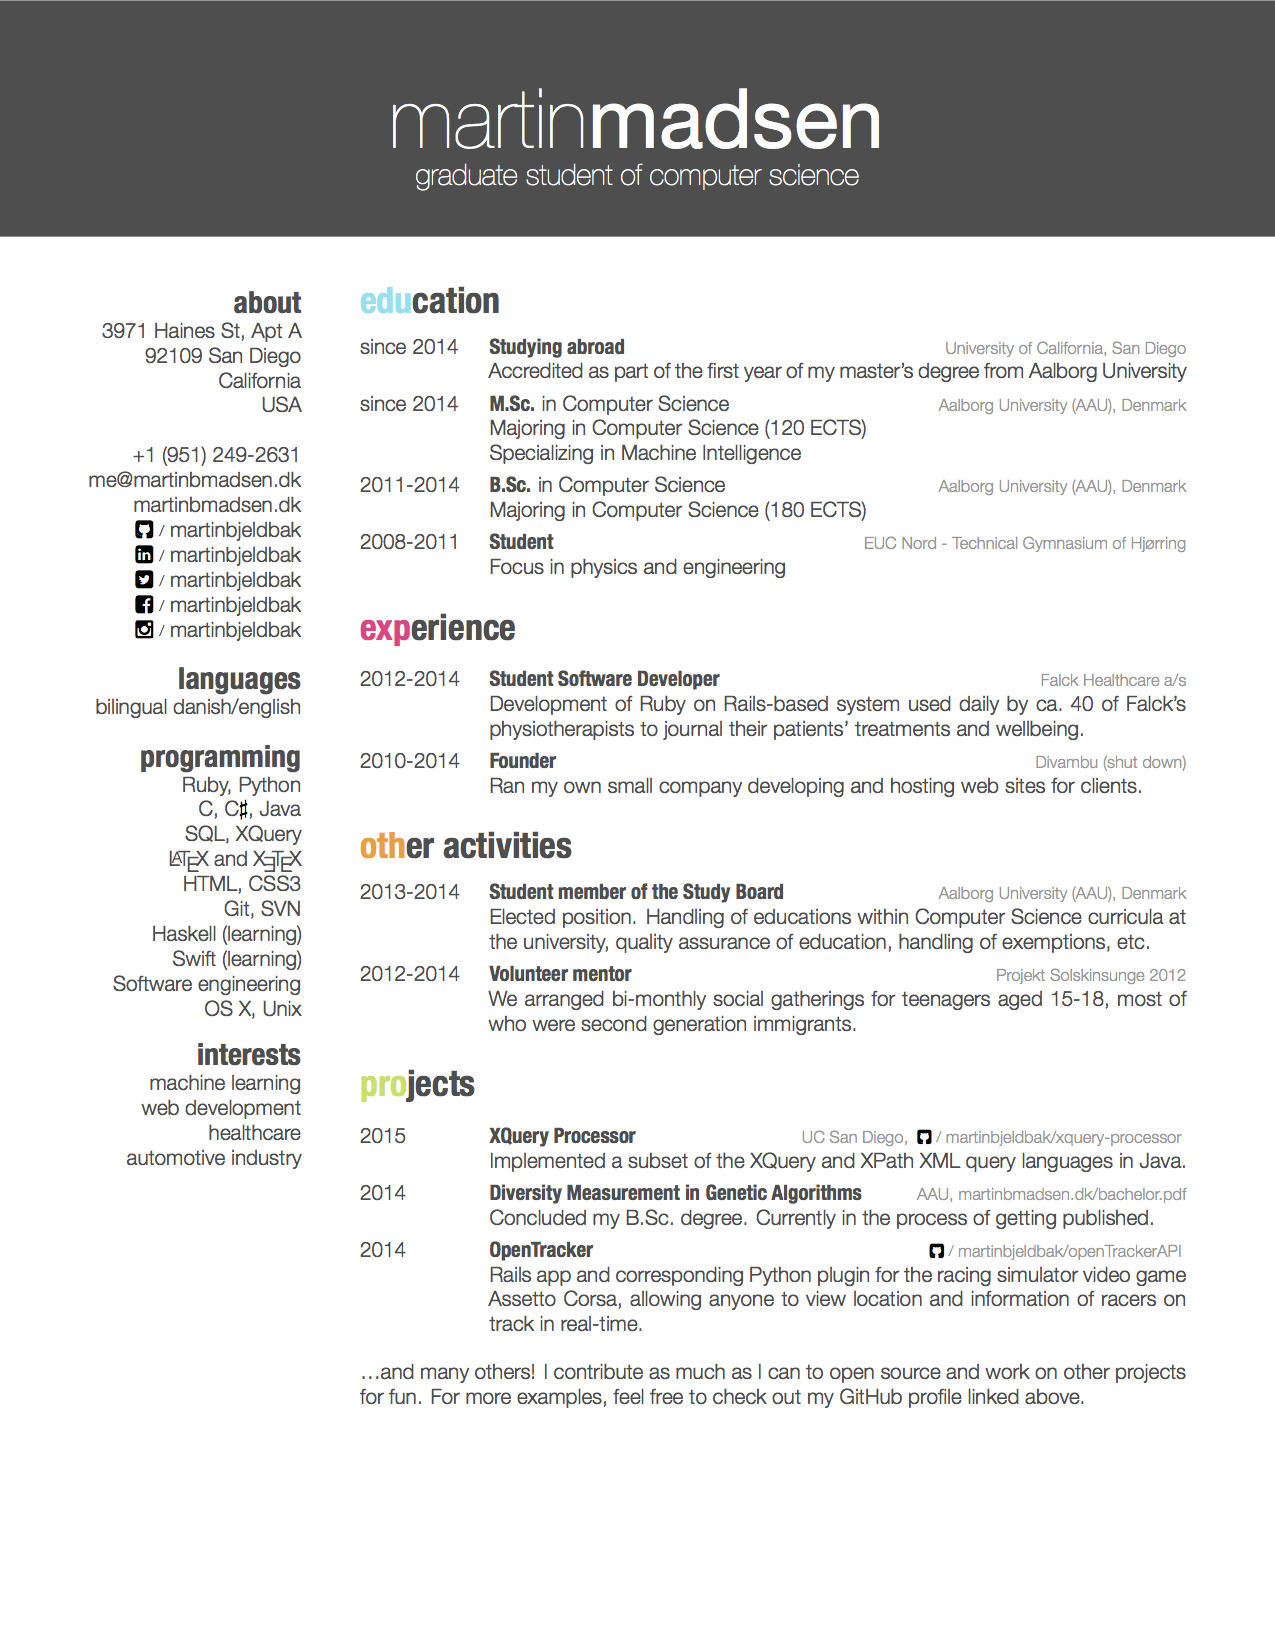 martinmadsen
graduate student of computer science
about
3971 Haines St, Apt A
92109 San Diego
California
USA
+1 (951) 249-2631
me@martinbmadsen.dk
martinbmadsen.dk
/ martinbjeldbak
/ martinbjeldbak
/ martinbjeldbak
/ martinbjeldbak
/ martinbjeldbak
languages
bilingual danish/english
programming
Ruby, Python
C, C♯, Java
SQL, XQuery
LATEX and XƎTEX
HTML, CSS3
Git, SVN
Haskell (learning)
Swift (learning)
Software engineering
OS X, Unix
interests
machine learning
web development
healthcare
automotive industry
education
since 2014 Studying abroad University of California, San Diego
Accredited as part of the first year of my master's degree from Aalborg University
since 2014 M.Sc. in Computer Science Aalborg University (AAU), Denmark
Majoring in Computer Science (120 ECTS)
Specializing in Machine Intelligence
2011-2014 B.Sc. in Computer Science Aalborg University (AAU), Denmark
Majoring in Computer Science (180 ECTS)
2008-2011 Student EUC Nord - Technical Gymnasium of Hjørring
Focus in physics and engineering
experience
2012-2014 Student Software Developer Falck Healthcare a/s
Development of Ruby on Rails-based system used daily by ca. 40 of Falck's
physiotherapists to journal their patients' treatments and wellbeing.
2010-2014 Founder Divambu (shut down)
Ran my own small company developing and hosting web sites for clients.
other activities
2013-2014 Student member of the Study Board Aalborg University (AAU), Denmark
Elected position. Handling of educations within Computer Science curricula at
the university, quality assurance of education, handling of exemptions, etc.
2012-2014 Volunteer mentor Projekt Solskinsunge 2012
We arranged bi-monthly social gatherings for teenagers aged 15-18, most of
who were second generation immigrants.
projects
2015 XQuery Processor UC San Diego, / martinbjeldbak/xquery-processor
Implemented a subset of the XQuery and XPath XML query languages in Java.
2014 Diversity Measurement in Genetic Algorithms AAU, martinbmadsen.dk/bachelor.pdf
Concluded my B.Sc. degree. Currently in the process of getting published.
2014 OpenTracker / martinbjeldbak/openTrackerAPI
Rails app and corresponding Python plugin for the racing simulator video game
Assetto Corsa, allowing anyone to view location and information of racers on
track in real-time.
…and many others! I contribute as much as I can to open source and work on other projects
for fun. For more examples, feel free to check out my GitHub profile linked above.